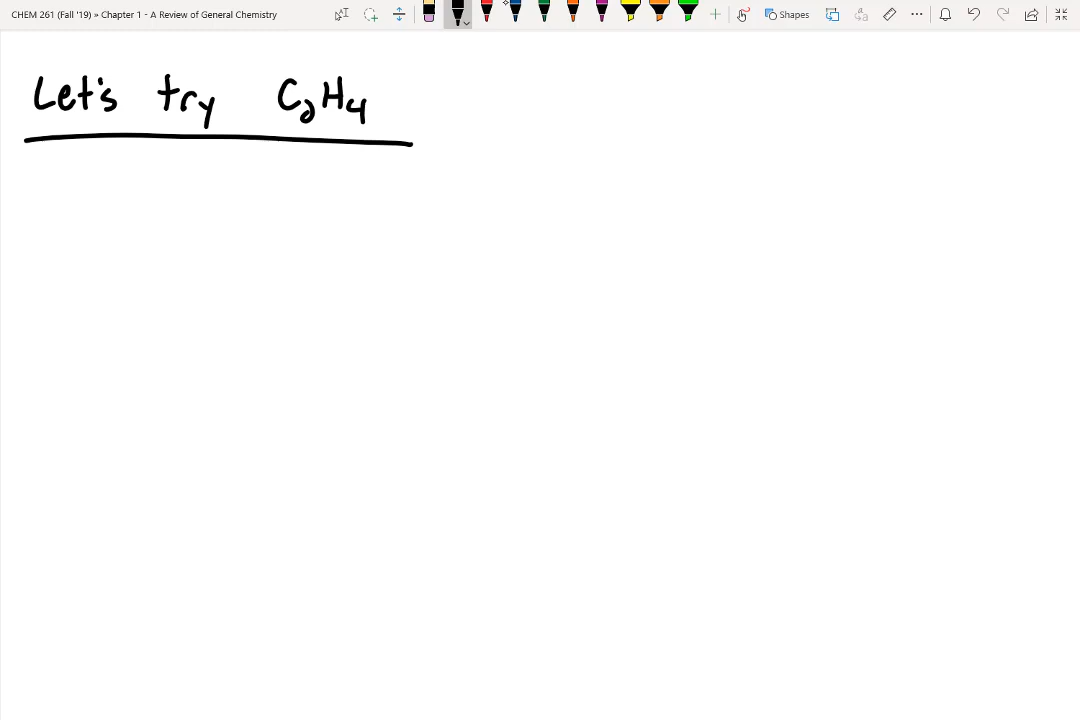 CHEM 261 (Fall '19) » Chapter 1 - A Review of General Chemistry
Shapes
Let's try C₂H₄